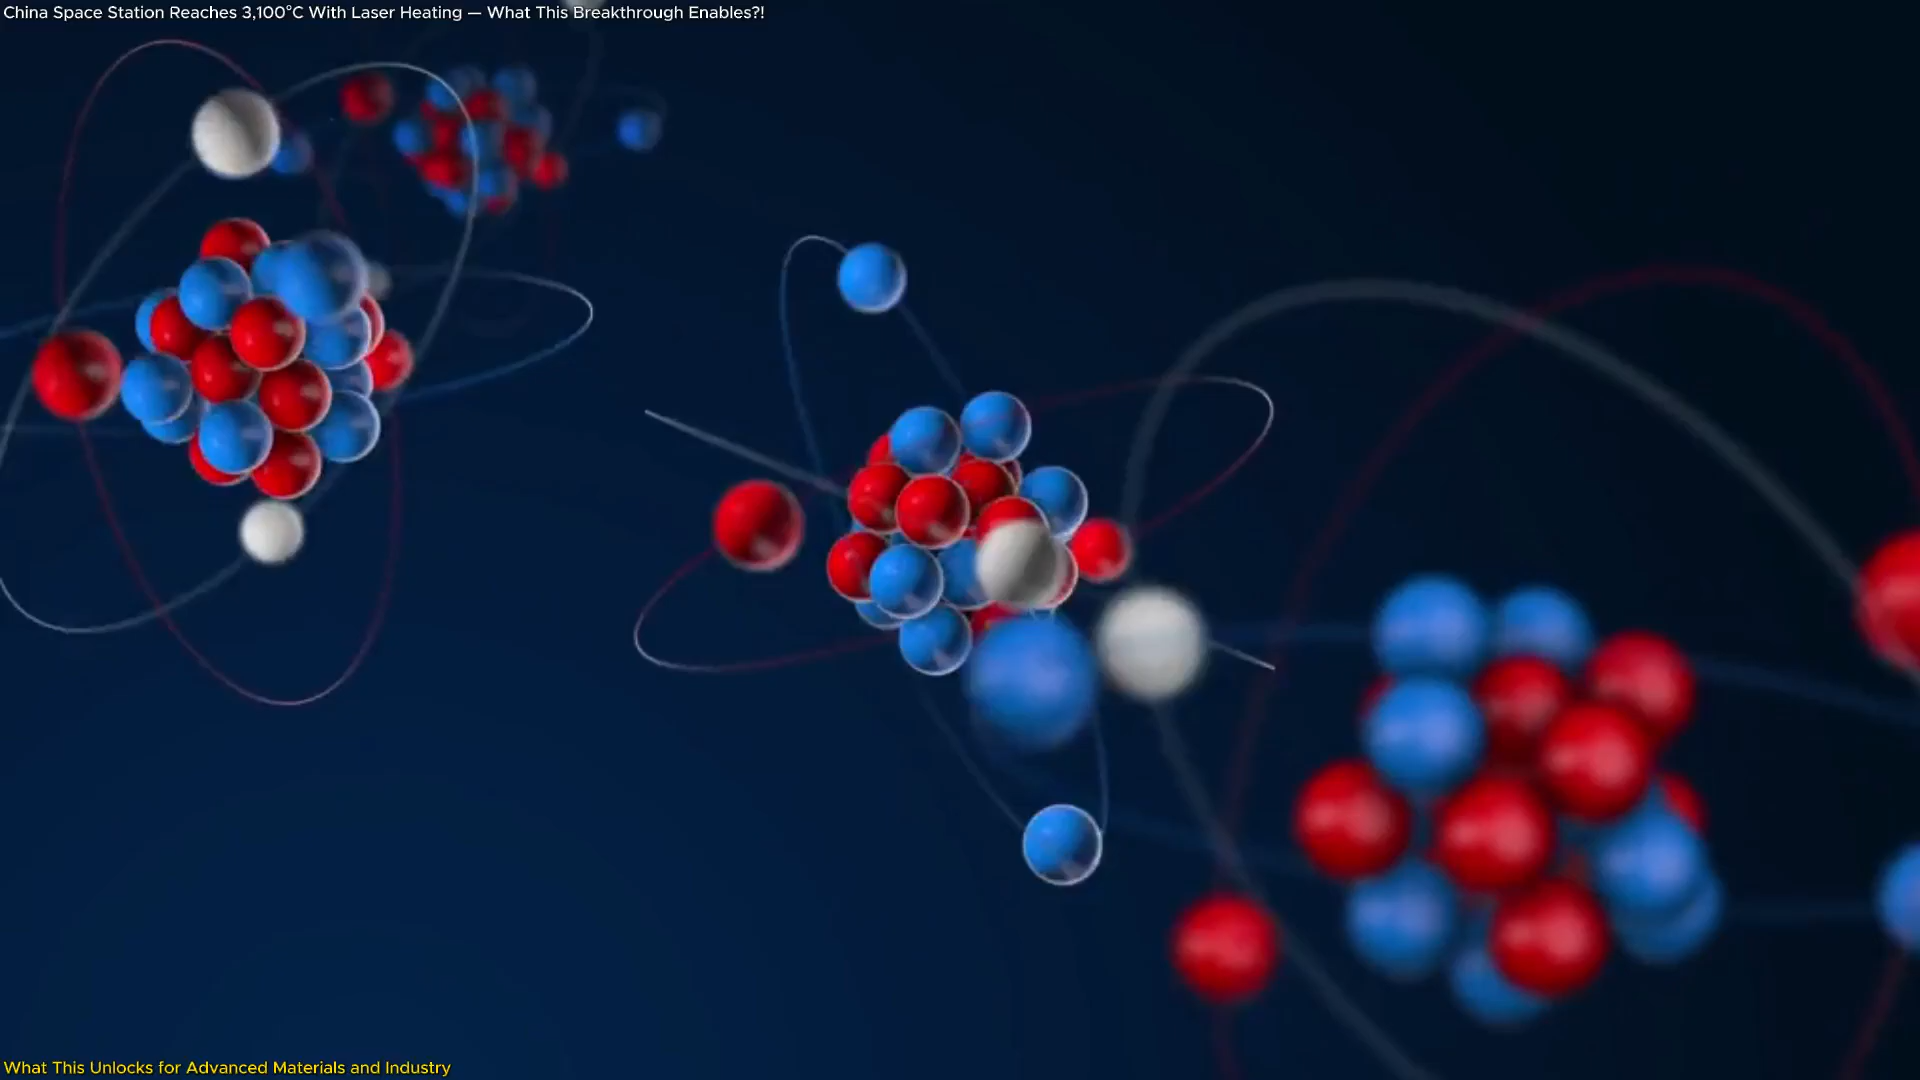 China Space Station Reaches 3,100°C With Laser Heating — What This Breakthrough Enables?!
What This Unlocks for Advanced Materials and Industry